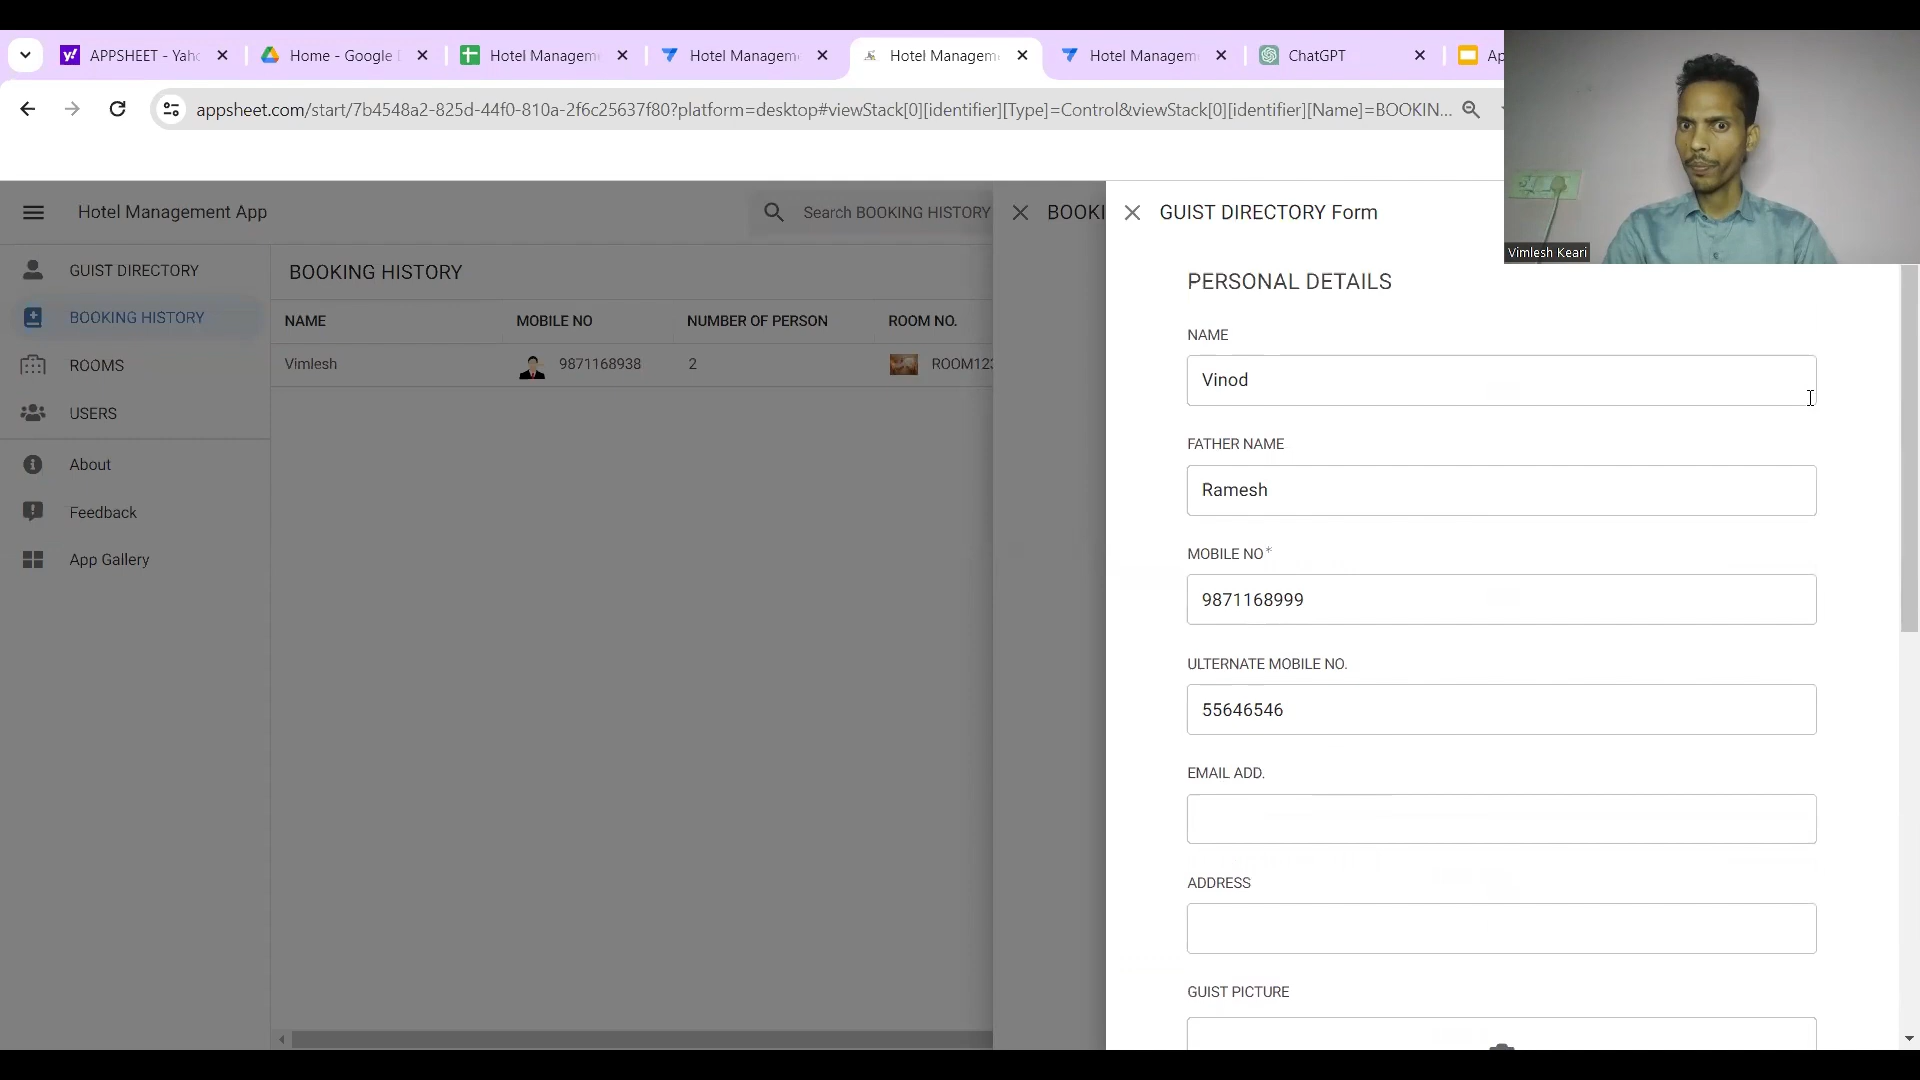 APPSHEET - Yaho
Home - Google
Hotel Managem
Hotel Managem
Hotel Managem
Hotel Managem
ChatGPT
Ap
appsheet.com/start/7b4548a2-825d-44f0-810a-2f6c25637f80?platform=desktop#viewStack[0][identifier][Type]=Control&viewStack[0][identifier][Name]=BOOKIN...
Vimlesh Keari
Hotel Management App
Search BOOKING HISTORY
BOOKI
GUIST DIRECTORY Form
GUIST DIRECTORY
BOOKING HISTORY
ROOMS
USERS
About
Feedback
App Gallery
BOOKING HISTORY
NAME MOBILE NO NUMBER OF PERSON ROOM NO.
Vimlesh 9871168938 2 ROOM123
PERSONAL DETAILS
NAME
Vinod
FATHER NAME
Ramesh
MOBILE NO*
9871168999
ULTERNATE MOBILE NO.
55646546
EMAIL ADD.
ADDRESS
GUIST PICTURE